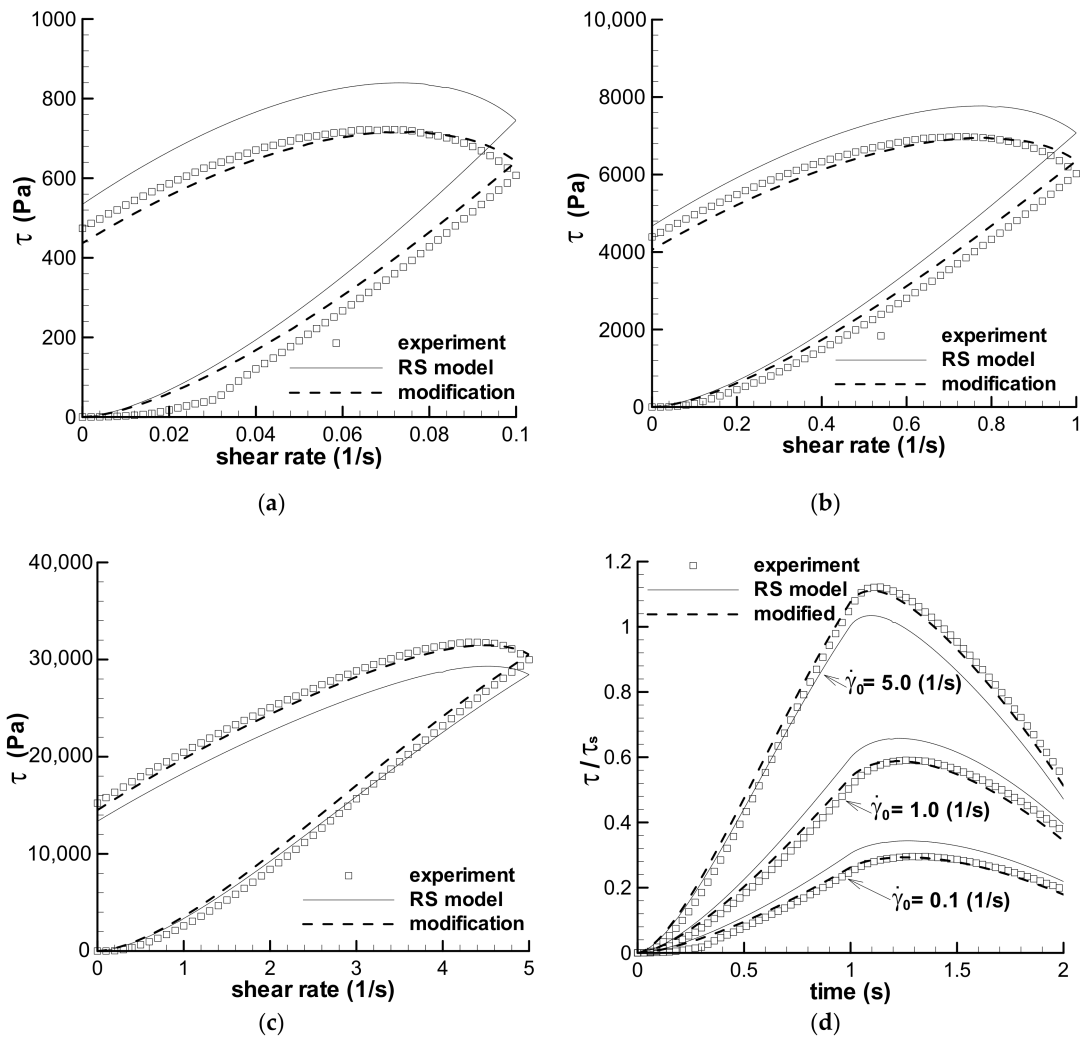 1000
800
600
400
200
0
τ (Pa)
experiment
RS model
modification
0 0.02 0.04 0.06 0.08 0.1
shear rate (1/s)
(a)
10,000
8000
6000
4000
2000
0
τ (Pa)
experiment
RS model
modification
0 0.2 0.4 0.6 0.8 1
shear rate (1/s)
(b)
40,000
30,000
20,000
10,000
0
τ (Pa)
experiment
RS model
modification
0 1 2 3 4 5
shear rate (1/s)
(c)
1.2
1
0.8
0.6
0.4
0.2
0
τ / τs
experiment
RS model
modified
γ̇0= 5.0 (1/s)
γ̇0= 1.0 (1/s)
γ̇0= 0.1 (1/s)
0 0.5 1 1.5 2
time (s)
(d)